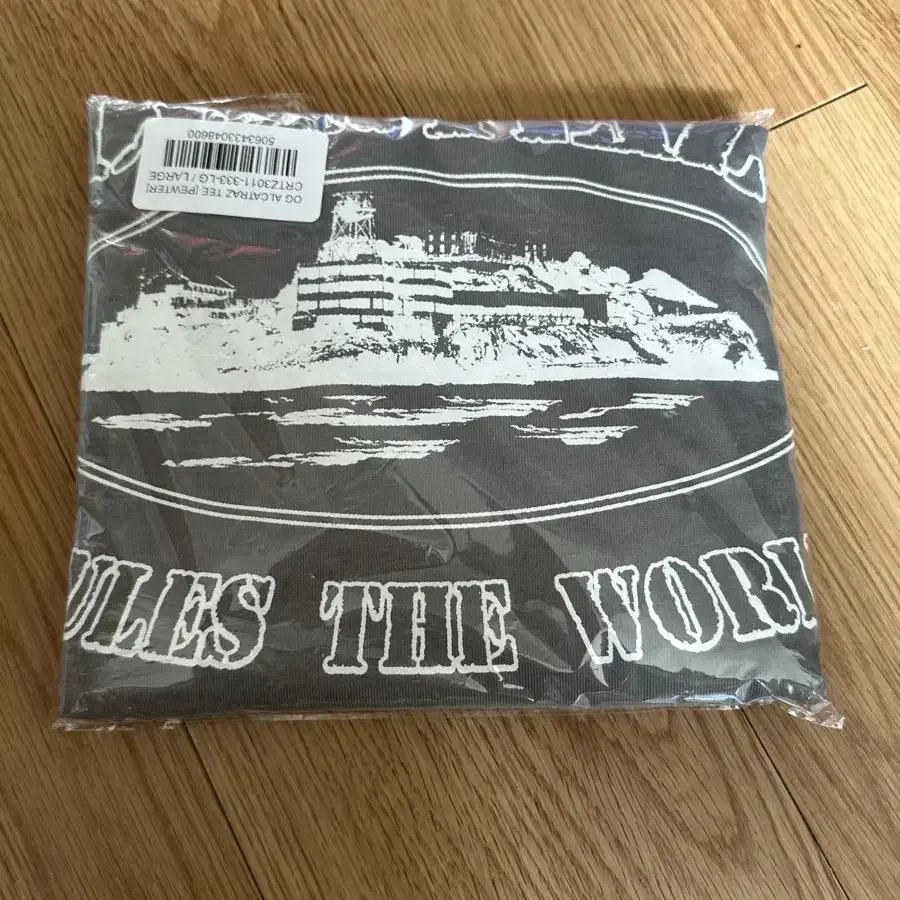 OG ALCATRAZ TEE [PEWTER]
CRTZ3011-333-LG / LARGE
5063433048600
ULES THE WORL